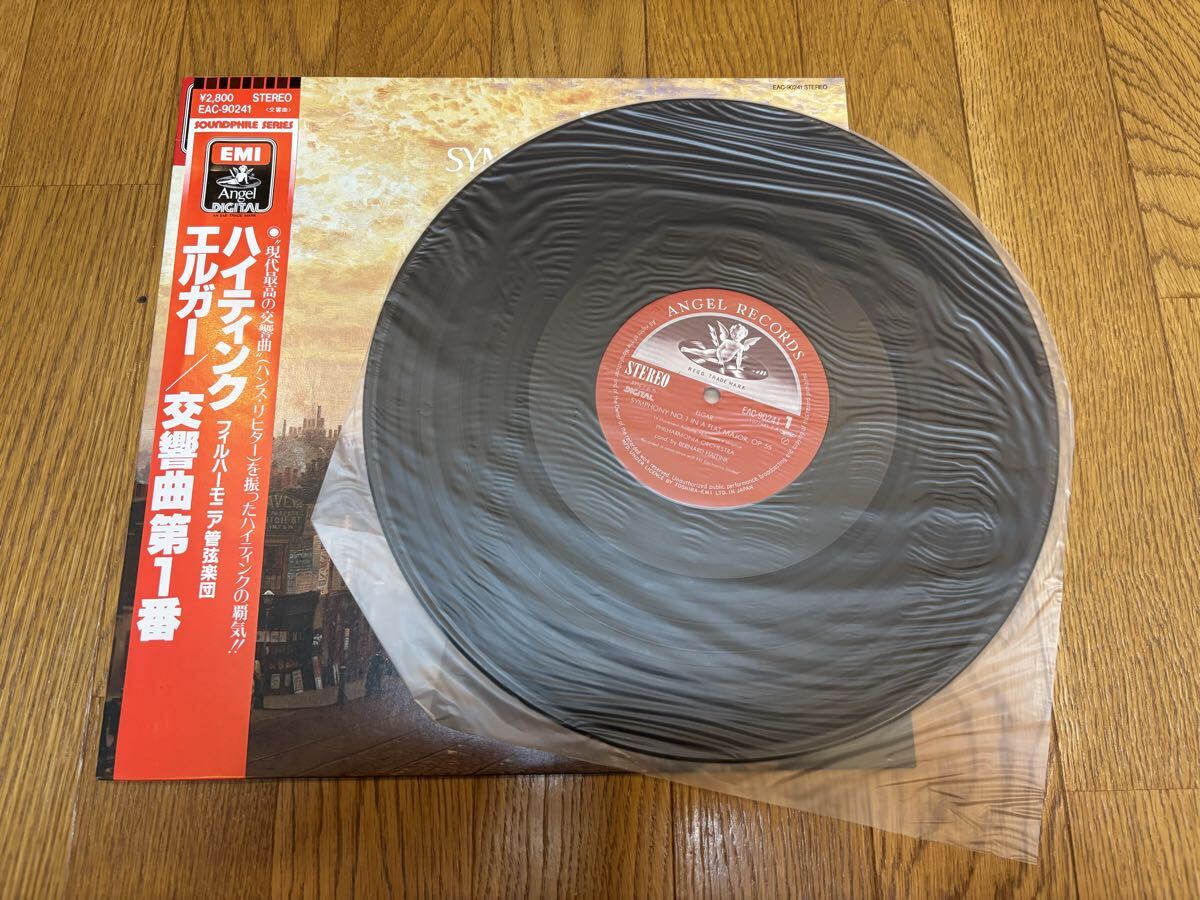 ¥2,800 STEREO
EAC-90241 〈交響曲〉
SOUNDPHILE SERIES
EMI
Angel
DIGITAL
AN EMI TRADE MARK
◉“現代最高の交響曲”(ハンス・リヒター)を振ったハイティンクの覇気!!
ハイティンク フィルハーモニア管弦楽団
エルガー/交響曲第1番
EAC-90241 STEREO
SYM
ANGEL RECORDS
REGD. TRADE MARK
STEREO
DIGITAL
EAC-90241 1
ELGAR
SYMPHONY NO. 1 IN A FLAT MAJOR, OP. 55
PHILHARMONIA ORCHESTRA
cond. by BERNARD HAITINK